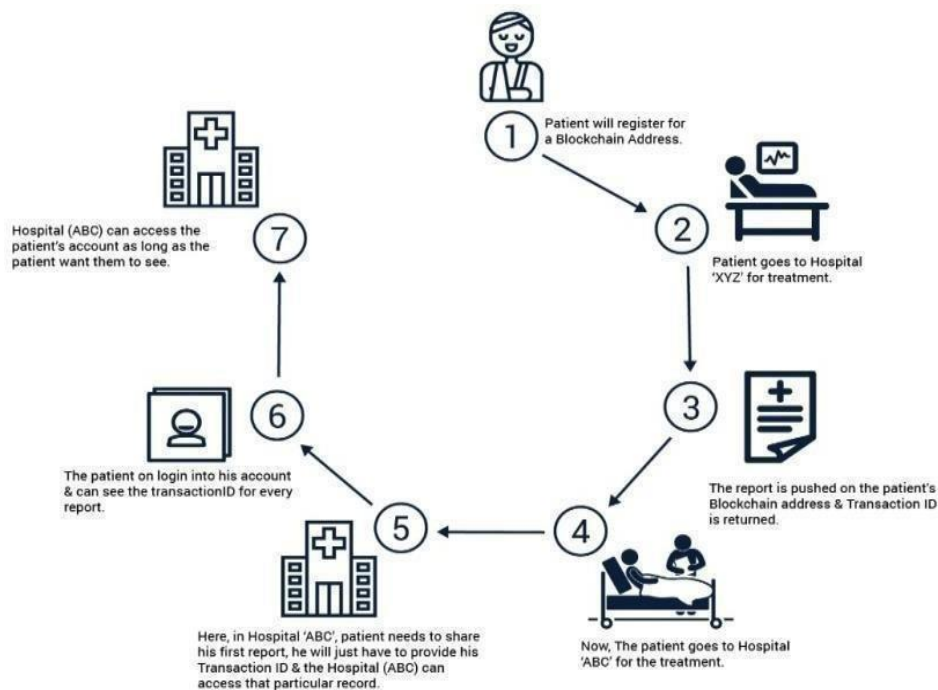 1
Patient will register for
a Blockchain Address.
2
Patient goes to Hospital
‘XYZ’ for treatment.
3
The report is pushed on the patient’s
Blockchain address & Transaction ID
is returned.
4
Now, The patient goes to Hospital
‘ABC’ for the treatment.
5
Here, in Hospital ‘ABC’, patient needs to share
his first report, he will just have to provide his
Transaction ID & the Hospital (ABC) can
access that particular record.
6
The patient on login into his account
& can see the transactionID for every
report.
7
Hospital (ABC) can access the
patient’s account as long as the
patient want them to see.